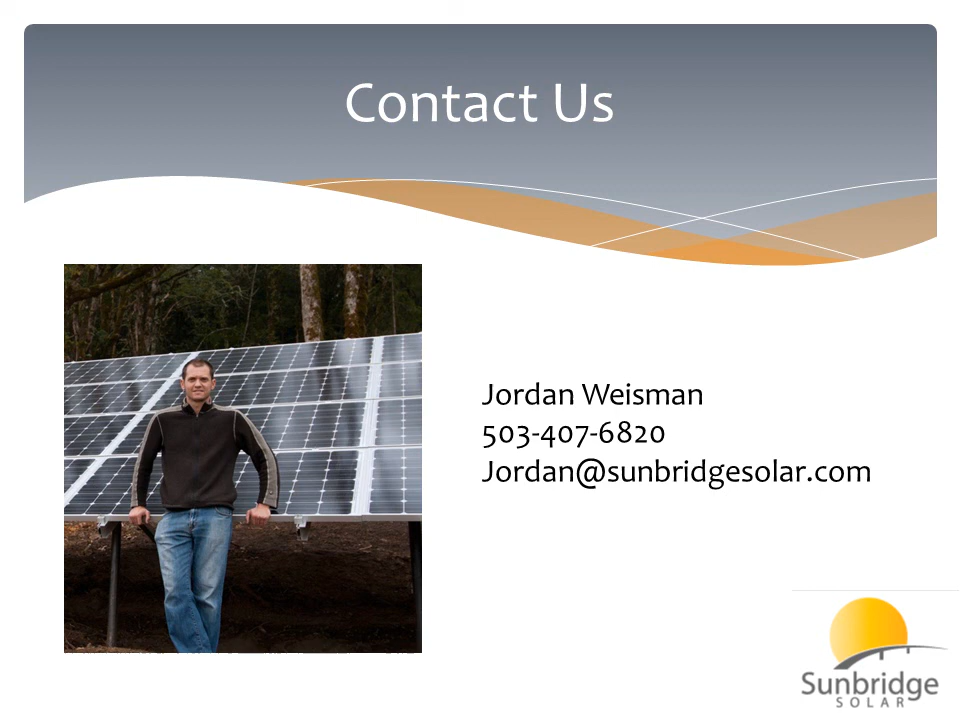 Contact Us
Jordan Weisman
503-407-6820
Jordan@sunbridgesolar.com
Sunbridge
SOLAR